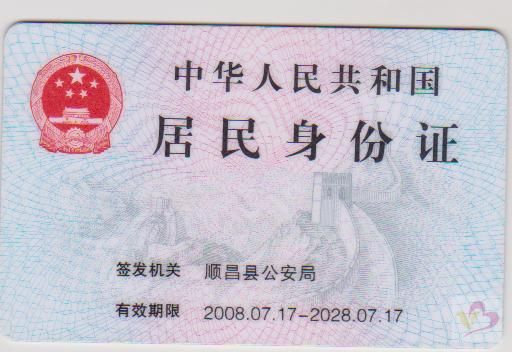 中华人民共和国
居民身份证
签发机关 顺昌县公安局
有效期限 2008.07.17-2028.07.17